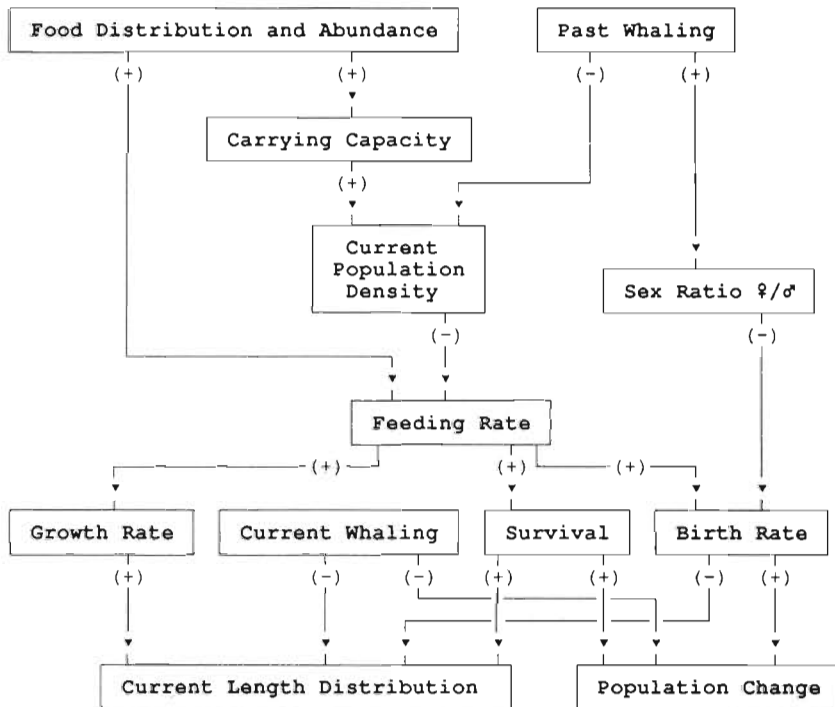 Food Distribution and Abundance Past Whaling
(+) (+) (-) (+)
Carrying Capacity
(+)
Current
Population
Density
Sex Ratio ♀/♂
(-) (-)
Feeding Rate
(+) (+) (+)
Growth Rate Current Whaling Survival Birth Rate
(+) (-) (-) (+) (+) (-) (+)
Current Length Distribution Population Change